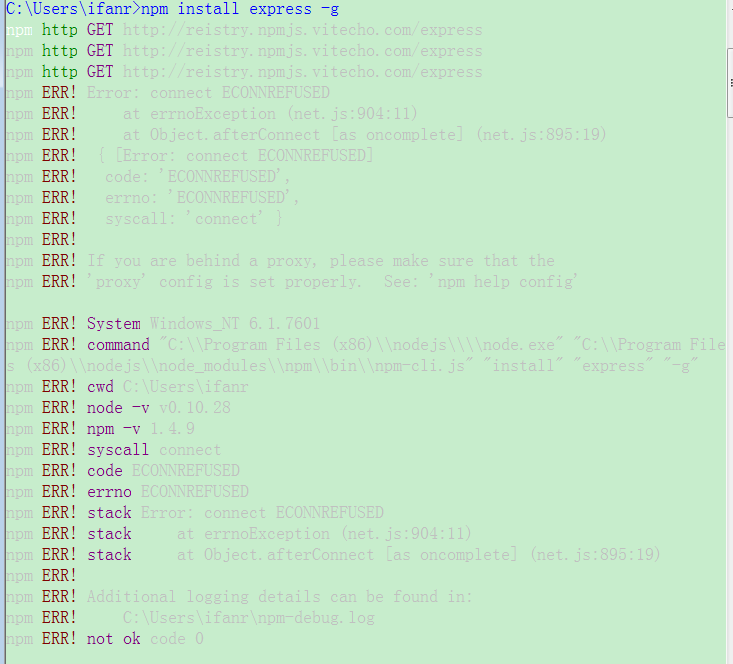 C:\Users\ifanr>npm install express -g
npm http GET http://reistry.npmjs.vitecho.com/express
npm http GET http://reistry.npmjs.vitecho.com/express
npm http GET http://reistry.npmjs.vitecho.com/express
npm ERR! Error: connect ECONNREFUSED
npm ERR!     at errnoException (net.js:904:11)
npm ERR!     at Object.afterConnect [as oncomplete] (net.js:895:19)
npm ERR!  { [Error: connect ECONNREFUSED]
npm ERR!   code: 'ECONNREFUSED',
npm ERR!   errno: 'ECONNREFUSED',
npm ERR!   syscall: 'connect' }
npm ERR!
npm ERR! If you are behind a proxy, please make sure that the
npm ERR! 'proxy' config is set properly.  See: 'npm help config'
npm ERR! System Windows_NT 6.1.7601
npm ERR! command "C:\\Program Files (x86)\\nodejs\\\\node.exe" "C:\\Program File
s (x86)\\nodejs\\node_modules\\npm\\bin\\npm-cli.js" "install" "express" "-g"
npm ERR! cwd C:\Users\ifanr
npm ERR! node -v v0.10.28
npm ERR! npm -v 1.4.9
npm ERR! syscall connect
npm ERR! code ECONNREFUSED
npm ERR! errno ECONNREFUSED
npm ERR! stack Error: connect ECONNREFUSED
npm ERR! stack     at errnoException (net.js:904:11)
npm ERR! stack     at Object.afterConnect [as oncomplete] (net.js:895:19)
npm ERR!
npm ERR! Additional logging details can be found in:
npm ERR!     C:\Users\ifanr\npm-debug.log
npm ERR! not ok code 0